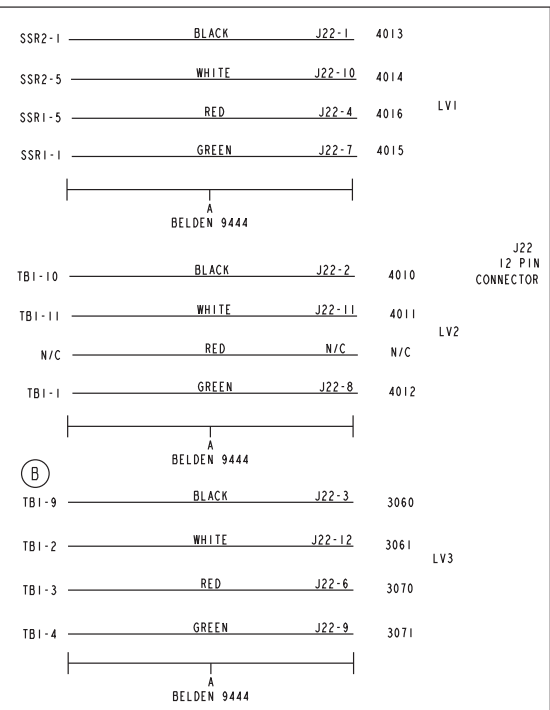 SSR2-1 BLACK J22-1 4013
SSR2-5 WHITE J22-10 4014
SSR1-5 RED J22-4 4016 LV1
SSR1-1 GREEN J22-7 4015
A
BELDEN 9444
J22
12 PIN
CONNECTOR
TB1-10 BLACK J22-2 4010
TB1-11 WHITE J22-11 4011
LV2
N/C RED N/C N/C
TB1-1 GREEN J22-8 4012
A
BELDEN 9444
B
TB1-9 BLACK J22-3 3060
TB1-2 WHITE J22-12 3061
LV3
TB1-3 RED J22-6 3070
TB1-4 GREEN J22-9 3071
A
BELDEN 9444